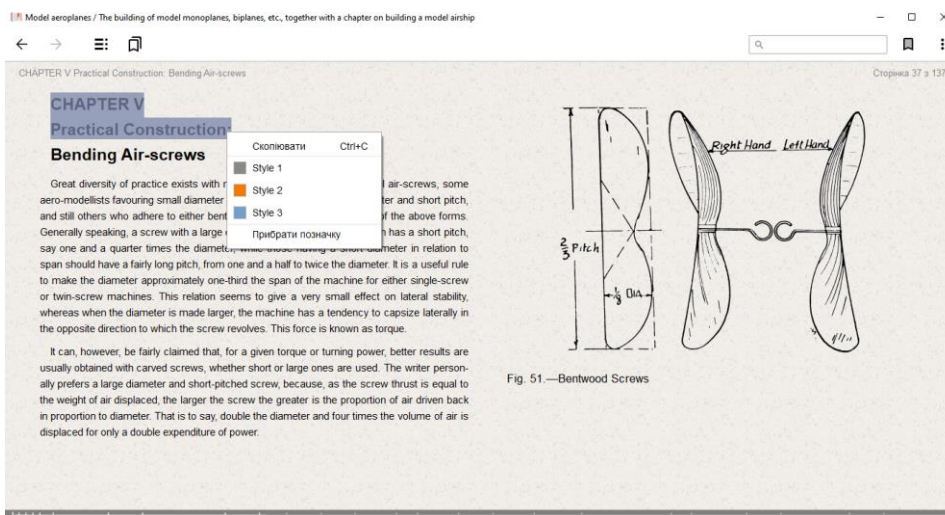 Model aeroplanes / The building of model monoplanes, biplanes, etc., together with a chapter on building a model airship
CHAPTER V Practical Construction: Bending Air-screws
Сторінка 37 з 137
CHAPTER V
Practical Construction:
Bending Air-screws
Great diversity of practice exists with r air-screws, some
aero-modellists favouring small diameter ter and short pitch,
and still others who adhere to either bent of the above forms.
Generally speaking, a screw with a large has a short pitch,
say one and a quarter times the diameter, while those having a short diameter in relation to
span should have a fairly long pitch, from one and a half to twice the diameter. It is a useful rule
to make the diameter approximately one-third the span of the machine for either single-screw
or twin-screw machines. This relation seems to give a very small effect on lateral stability,
whereas when the diameter is made larger, the machine has a tendency to capsize laterally in
the opposite direction to which the screw revolves. This force is known as torque.
It can, however, be fairly claimed that, for a given torque or turning power, better results are
usually obtained with carved screws, whether short or large ones are used. The writer person-
ally prefers a large diameter and short-pitched screw, because, as the screw thrust is equal to
the weight of air displaced, the larger the screw the greater is the proportion of air driven back
in proportion to diameter. That is to say, double the diameter and four times the volume of air is
displaced for only a double expenditure of power.
Скопіювати Ctrl+C
Style 1
Style 2
Style 3
Прибрати позначку
Right Hand Left Hand
2/3 Pitch
1/8 DIA
Fig. 51.—Bentwood Screws